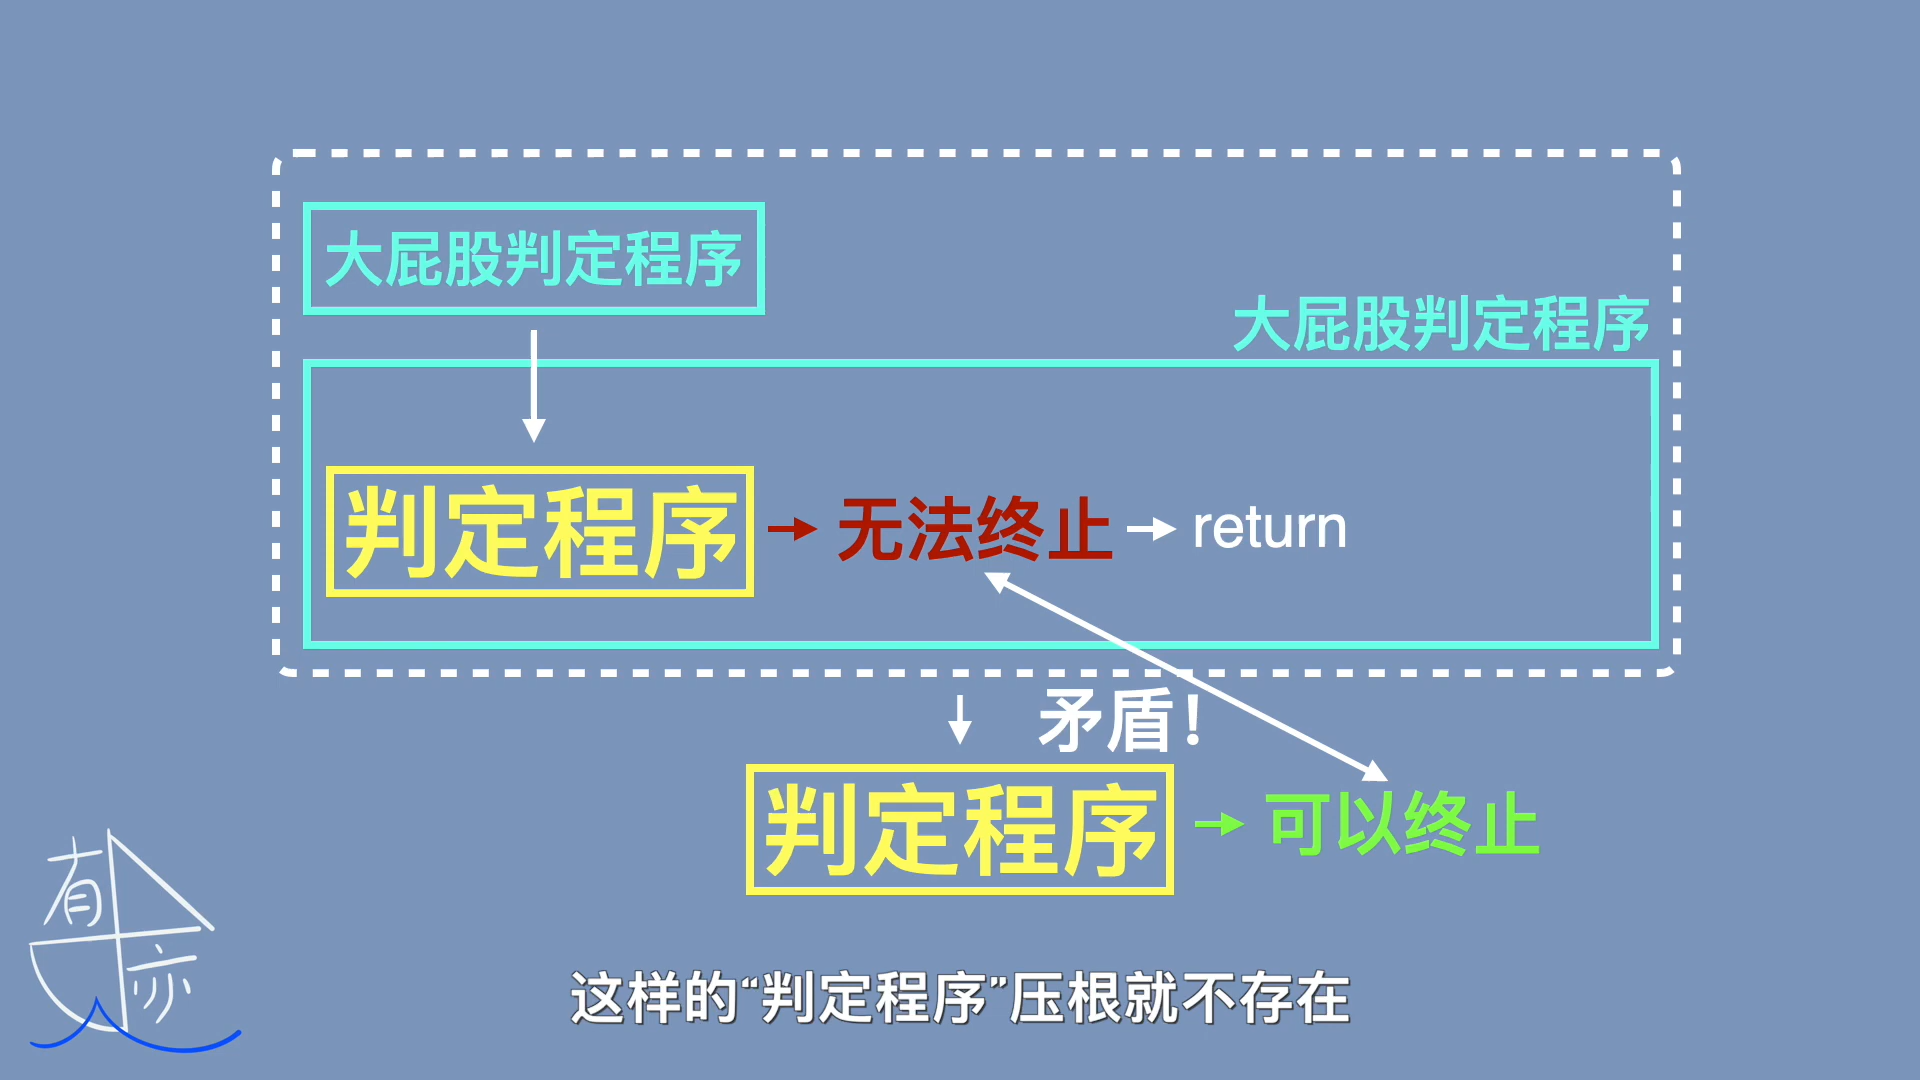 大屁股判定程序
大屁股判定程序
判定程序
无法终止
return
矛盾！
判定程序
可以终止
有亦
这样的“判定程序”压根就不存在